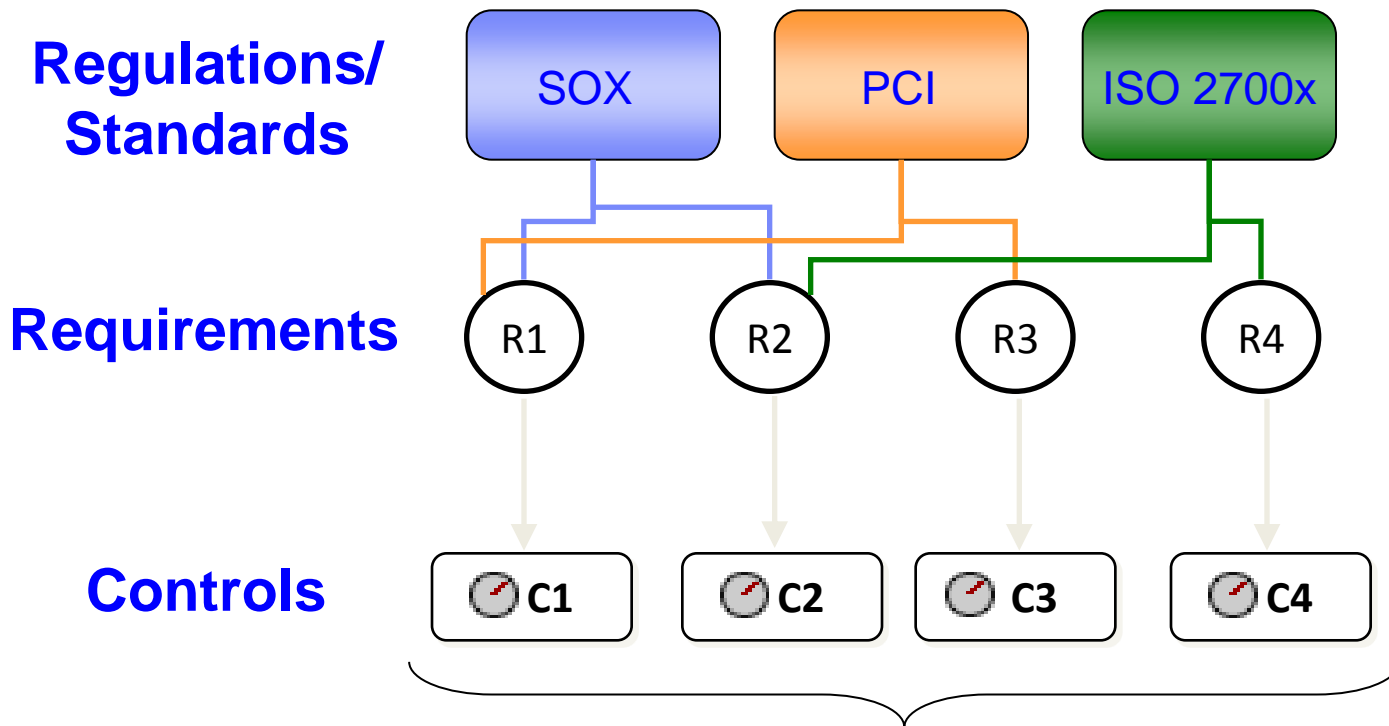 Regulations/
Standards
SOX
PCI
ISO 2700x
Requirements
R1
R2
R3
R4
Controls
C1
C2
C3
C4